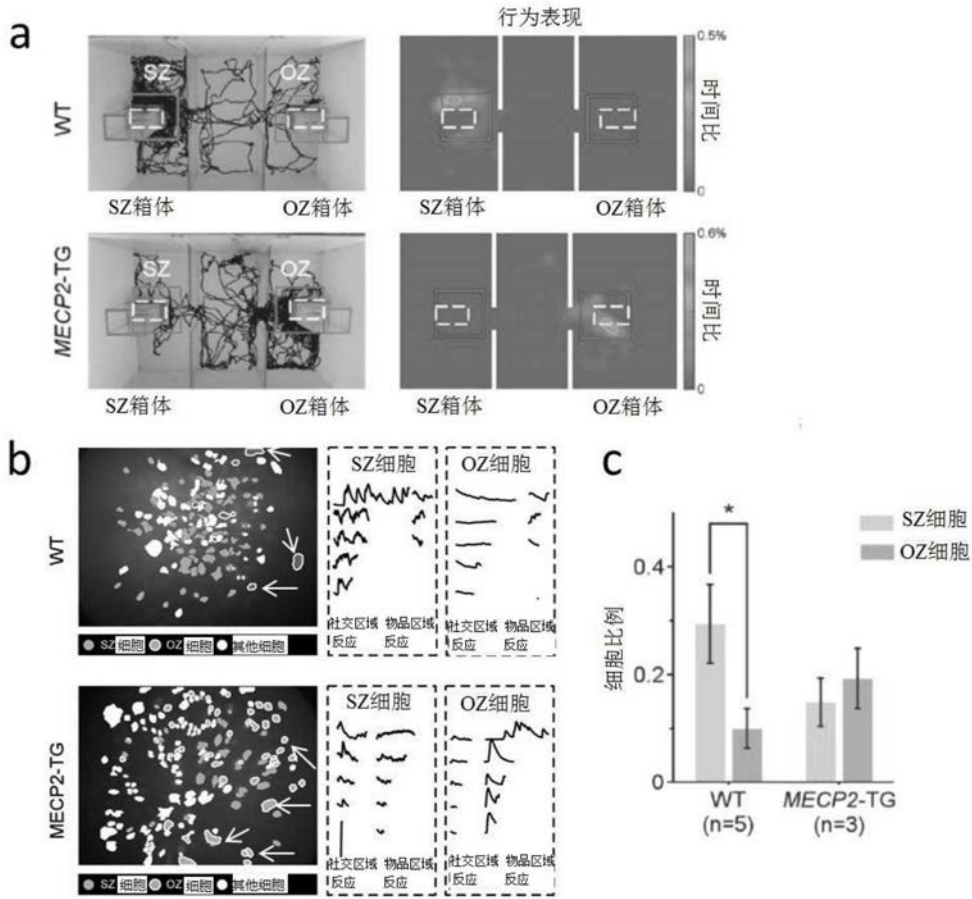 a
行为表现
WT
SZ
OZ
0.5%
时间比
0
SZ箱体
OZ箱体
SZ箱体
OZ箱体
MECP2-TG
SZ
OZ
0.6%
时间比
0
SZ箱体
OZ箱体
SZ箱体
OZ箱体
b
WT
SZ 细胞 OZ 细胞 其他细胞
SZ细胞
社交区域 物品区域
反应 反应
OZ细胞
社交区域 物品区域
反应 反应
MECP2-TG
SZ 细胞 OZ 细胞 其他细胞
SZ细胞
社交区域 物品区域
反应 反应
OZ细胞
社交区域 物品区域
反应 反应
c
*
SZ细胞
OZ细胞
细胞比例
0.4
0.2
0
WT
(n=5)
MECP2-TG
(n=3)